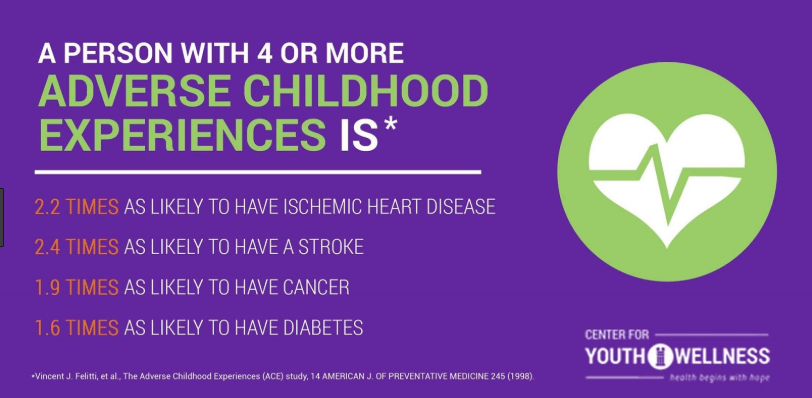 A PERSON WITH 4 OR MORE
ADVERSE CHILDHOOD
EXPERIENCES IS*
2.2 TIMES AS LIKELY TO HAVE ISCHEMIC HEART DISEASE
2.4 TIMES AS LIKELY TO HAVE A STROKE
1.9 TIMES AS LIKELY TO HAVE CANCER
1.6 TIMES AS LIKELY TO HAVE DIABETES
*Vincent J. Felitti, et al., The Adverse Childhood Experiences (ACE) study, 14 AMERICAN J. OF PREVENTATIVE MEDICINE 245 (1998).
CENTER FOR
YOUTH WELLNESS
health begins with hope